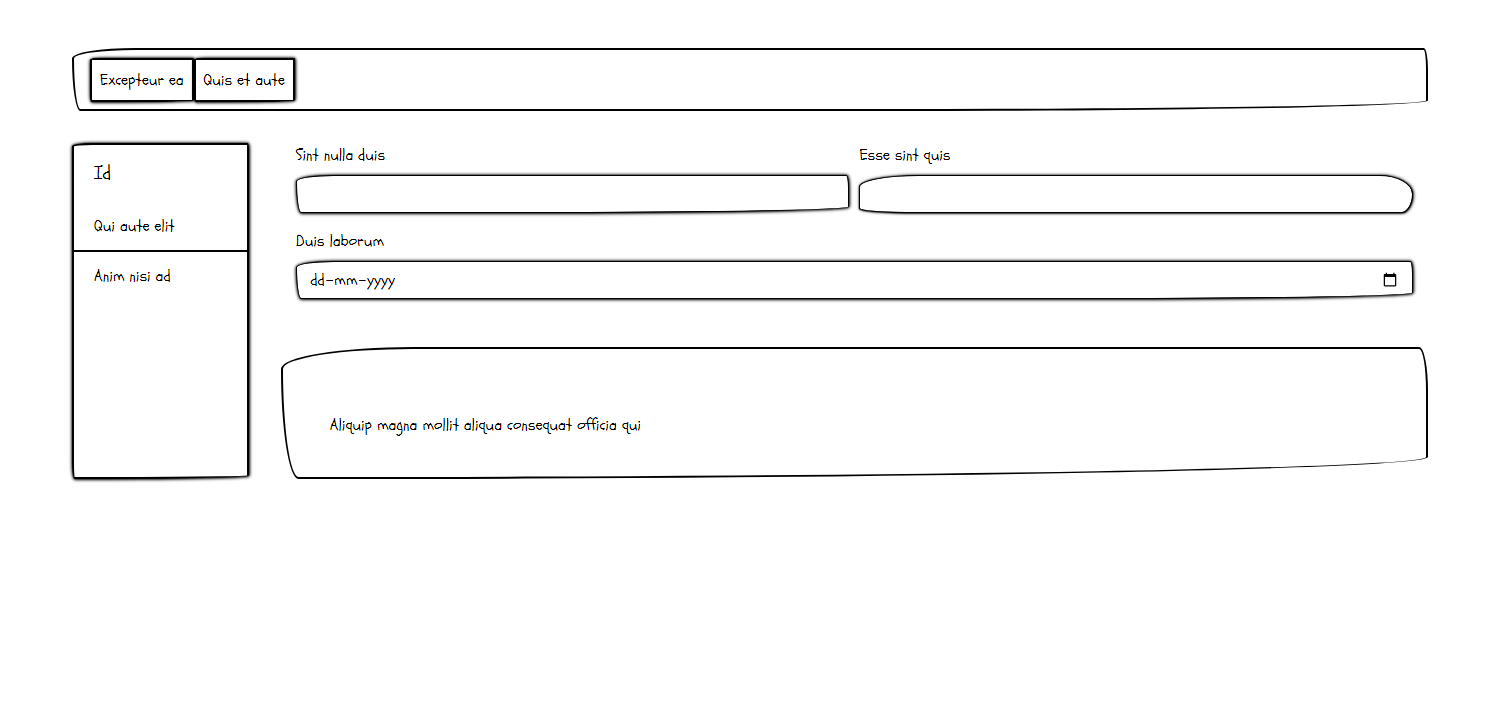 Excepteur ea
Quis et aute
Id
Qui aute elit
Anim nisi ad
Sint nulla duis
Esse sint quis
Duis laborum
dd-mm-yyyy
Aliquip magna mollit aliqua consequat officia qui